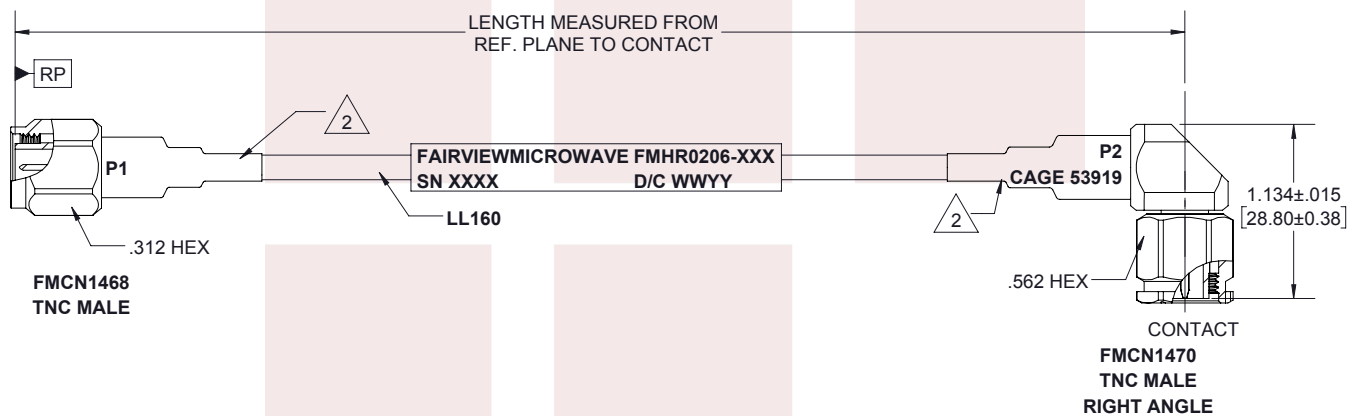 LENGTH MEASURED FROM
REF. PLANE TO CONTACT
RP
2
P1
FAIRVIEWMICROWAVE FMHR0206-XXX
SN XXXX D/C WWYY
P2
CAGE 53919
1.134±.015
[28.80±0.38]
LL160
2
.312 HEX
.562 HEX
FMCN1468
TNC MALE
CONTACT
FMCN1470
TNC MALE
RIGHT ANGLE